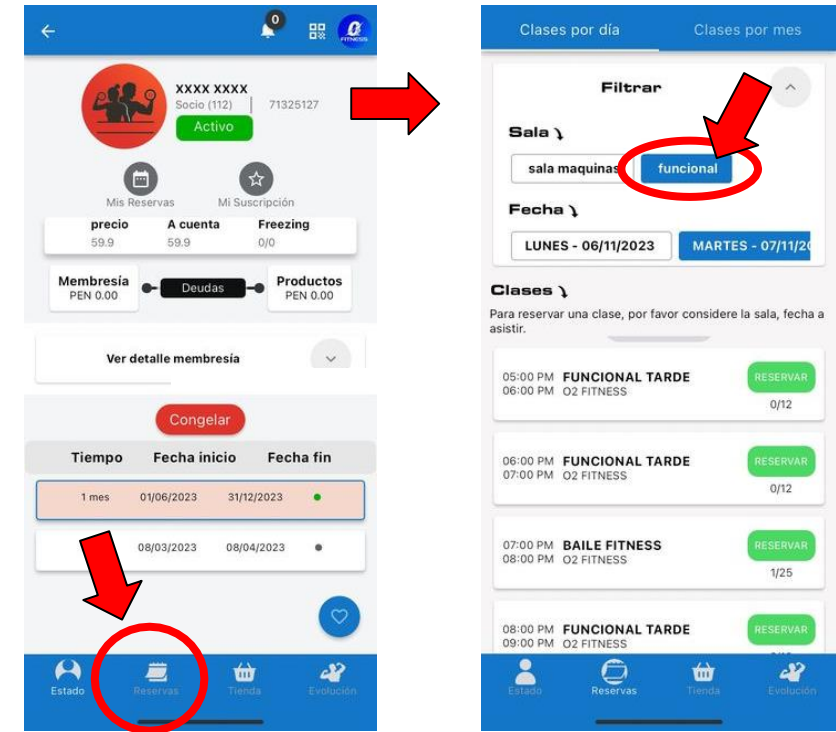 0
FITNESS
XXXX XXXX
Socio (112) | 71325127
Activo
Mis Reservas Mi Suscripción
precio A cuenta Freezing
59.9 59.9 0/0
Membresía Deudas Productos
PEN 0.00 PEN 0.00
Ver detalle membresía
Congelar
Tiempo Fecha inicio Fecha fin
1 mes 01/06/2023 31/12/2023
08/03/2023 08/04/2023
Estado Reservas Tienda Evolución
Clases por día Clases por mes
Filtrar
Sala
sala maquinas funcional
Fecha
LUNES - 06/11/2023 MARTES - 07/11/20
Clases
Para reservar una clase, por favor considere la sala, fecha a
asistir.
05:00 PM FUNCIONAL TARDE RESERVAR
06:00 PM O2 FITNESS
0/12
06:00 PM FUNCIONAL TARDE RESERVAR
07:00 PM O2 FITNESS
0/12
07:00 PM BAILE FITNESS RESERVAR
08:00 PM O2 FITNESS
1/25
08:00 PM FUNCIONAL TARDE RESERVAR
09:00 PM O2 FITNESS
Estado Reservas Tienda Evolución